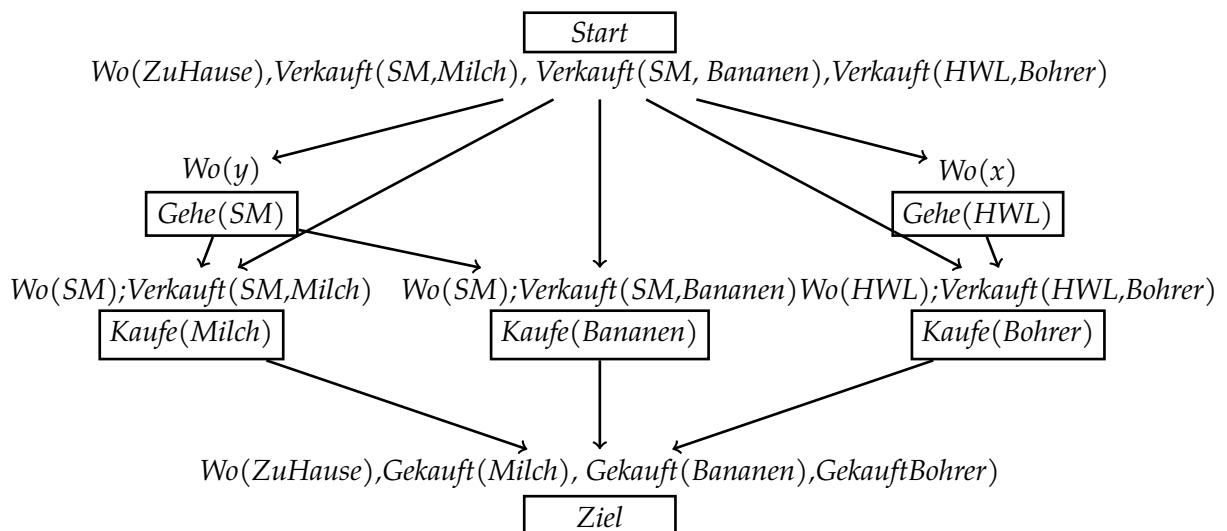 Start
Wo(ZuHause),Verkauft(SM,Milch), Verkauft(SM, Bananen),Verkauft(HWL,Bohrer)
Wo(y) Wo(x)
Gehe(SM) Gehe(HWL)
Wo(SM);Verkauft(SM,Milch) Wo(SM);Verkauft(SM,Bananen) Wo(HWL);Verkauft(HWL,Bohrer)
Kaufe(Milch) Kaufe(Bananen) Kaufe(Bohrer)
Wo(ZuHause),Gekauft(Milch), Gekauft(Bananen),GekauftBohrer)
Ziel